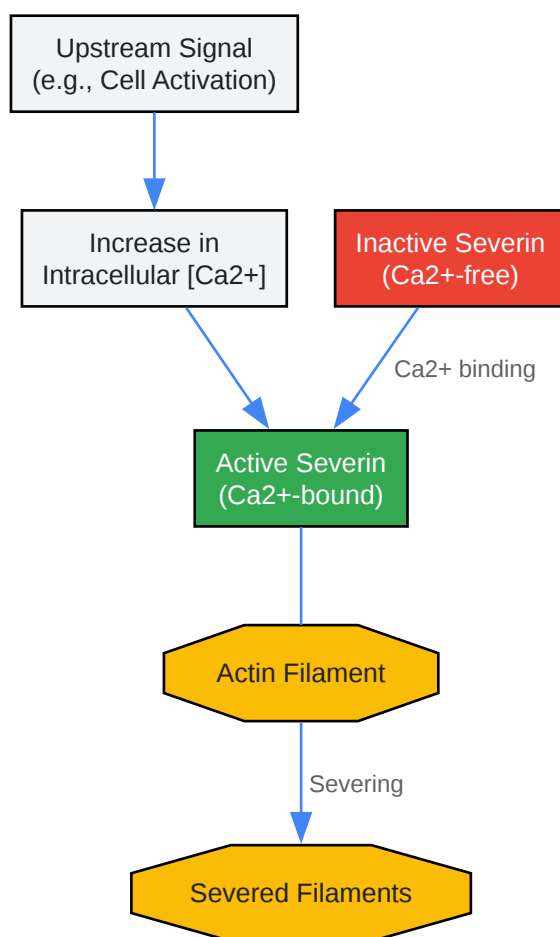 Upstream Signal
(e.g., Cell Activation)
Increase in
Intracellular [Ca2+]
Inactive Severin
(Ca2+-free)
Ca2+ binding
Active Severin
(Ca2+-bound)
Actin Filament
Severing
Severed Filaments